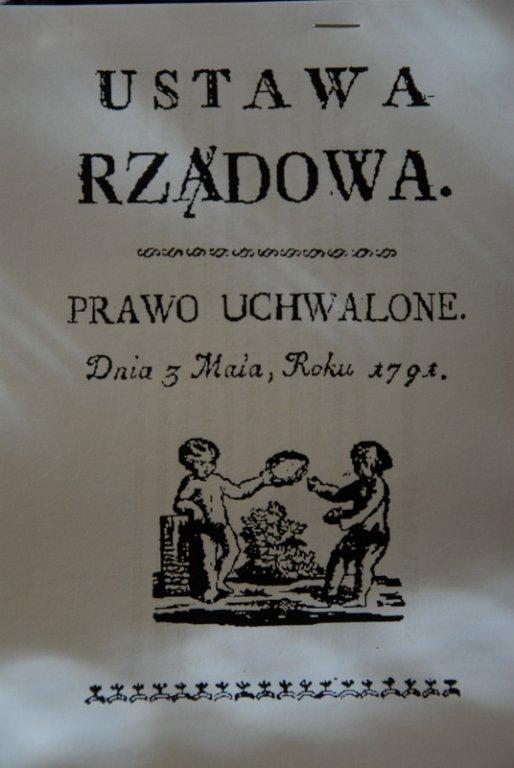 USTAWA
RZĄDOWA.
PRAWO UCHWALONE.
Dnia 3 Maia, Roku 1791.